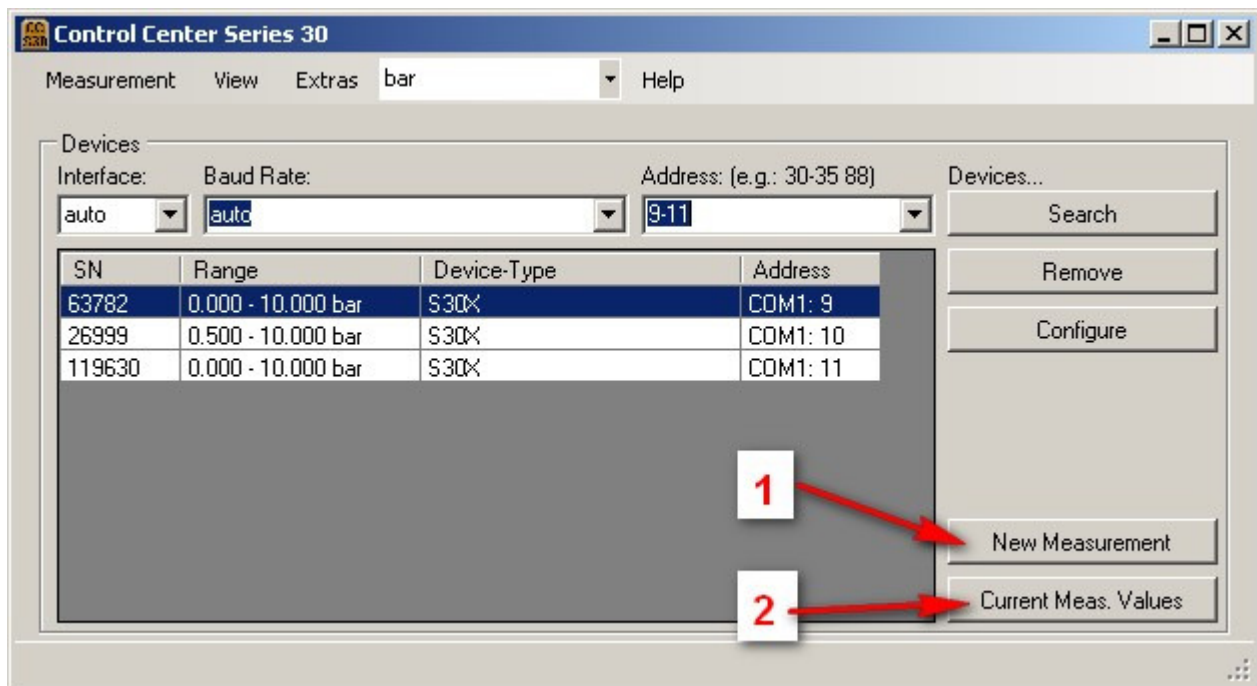 CC S30 Control Center Series 30
Measurement View Extras bar Help
Devices
Interface: Baud Rate: Address: (e.g.: 30-35 88) Devices...
auto auto 9-11 Search
SN Range Device-Type Address Remove
63782 0.000 - 10.000 bar S30X COM1: 9
26999 0.500 - 10.000 bar S30X COM1: 10 Configure
119630 0.000 - 10.000 bar S30X COM1: 11
1
New Measurement
2 Current Meas. Values